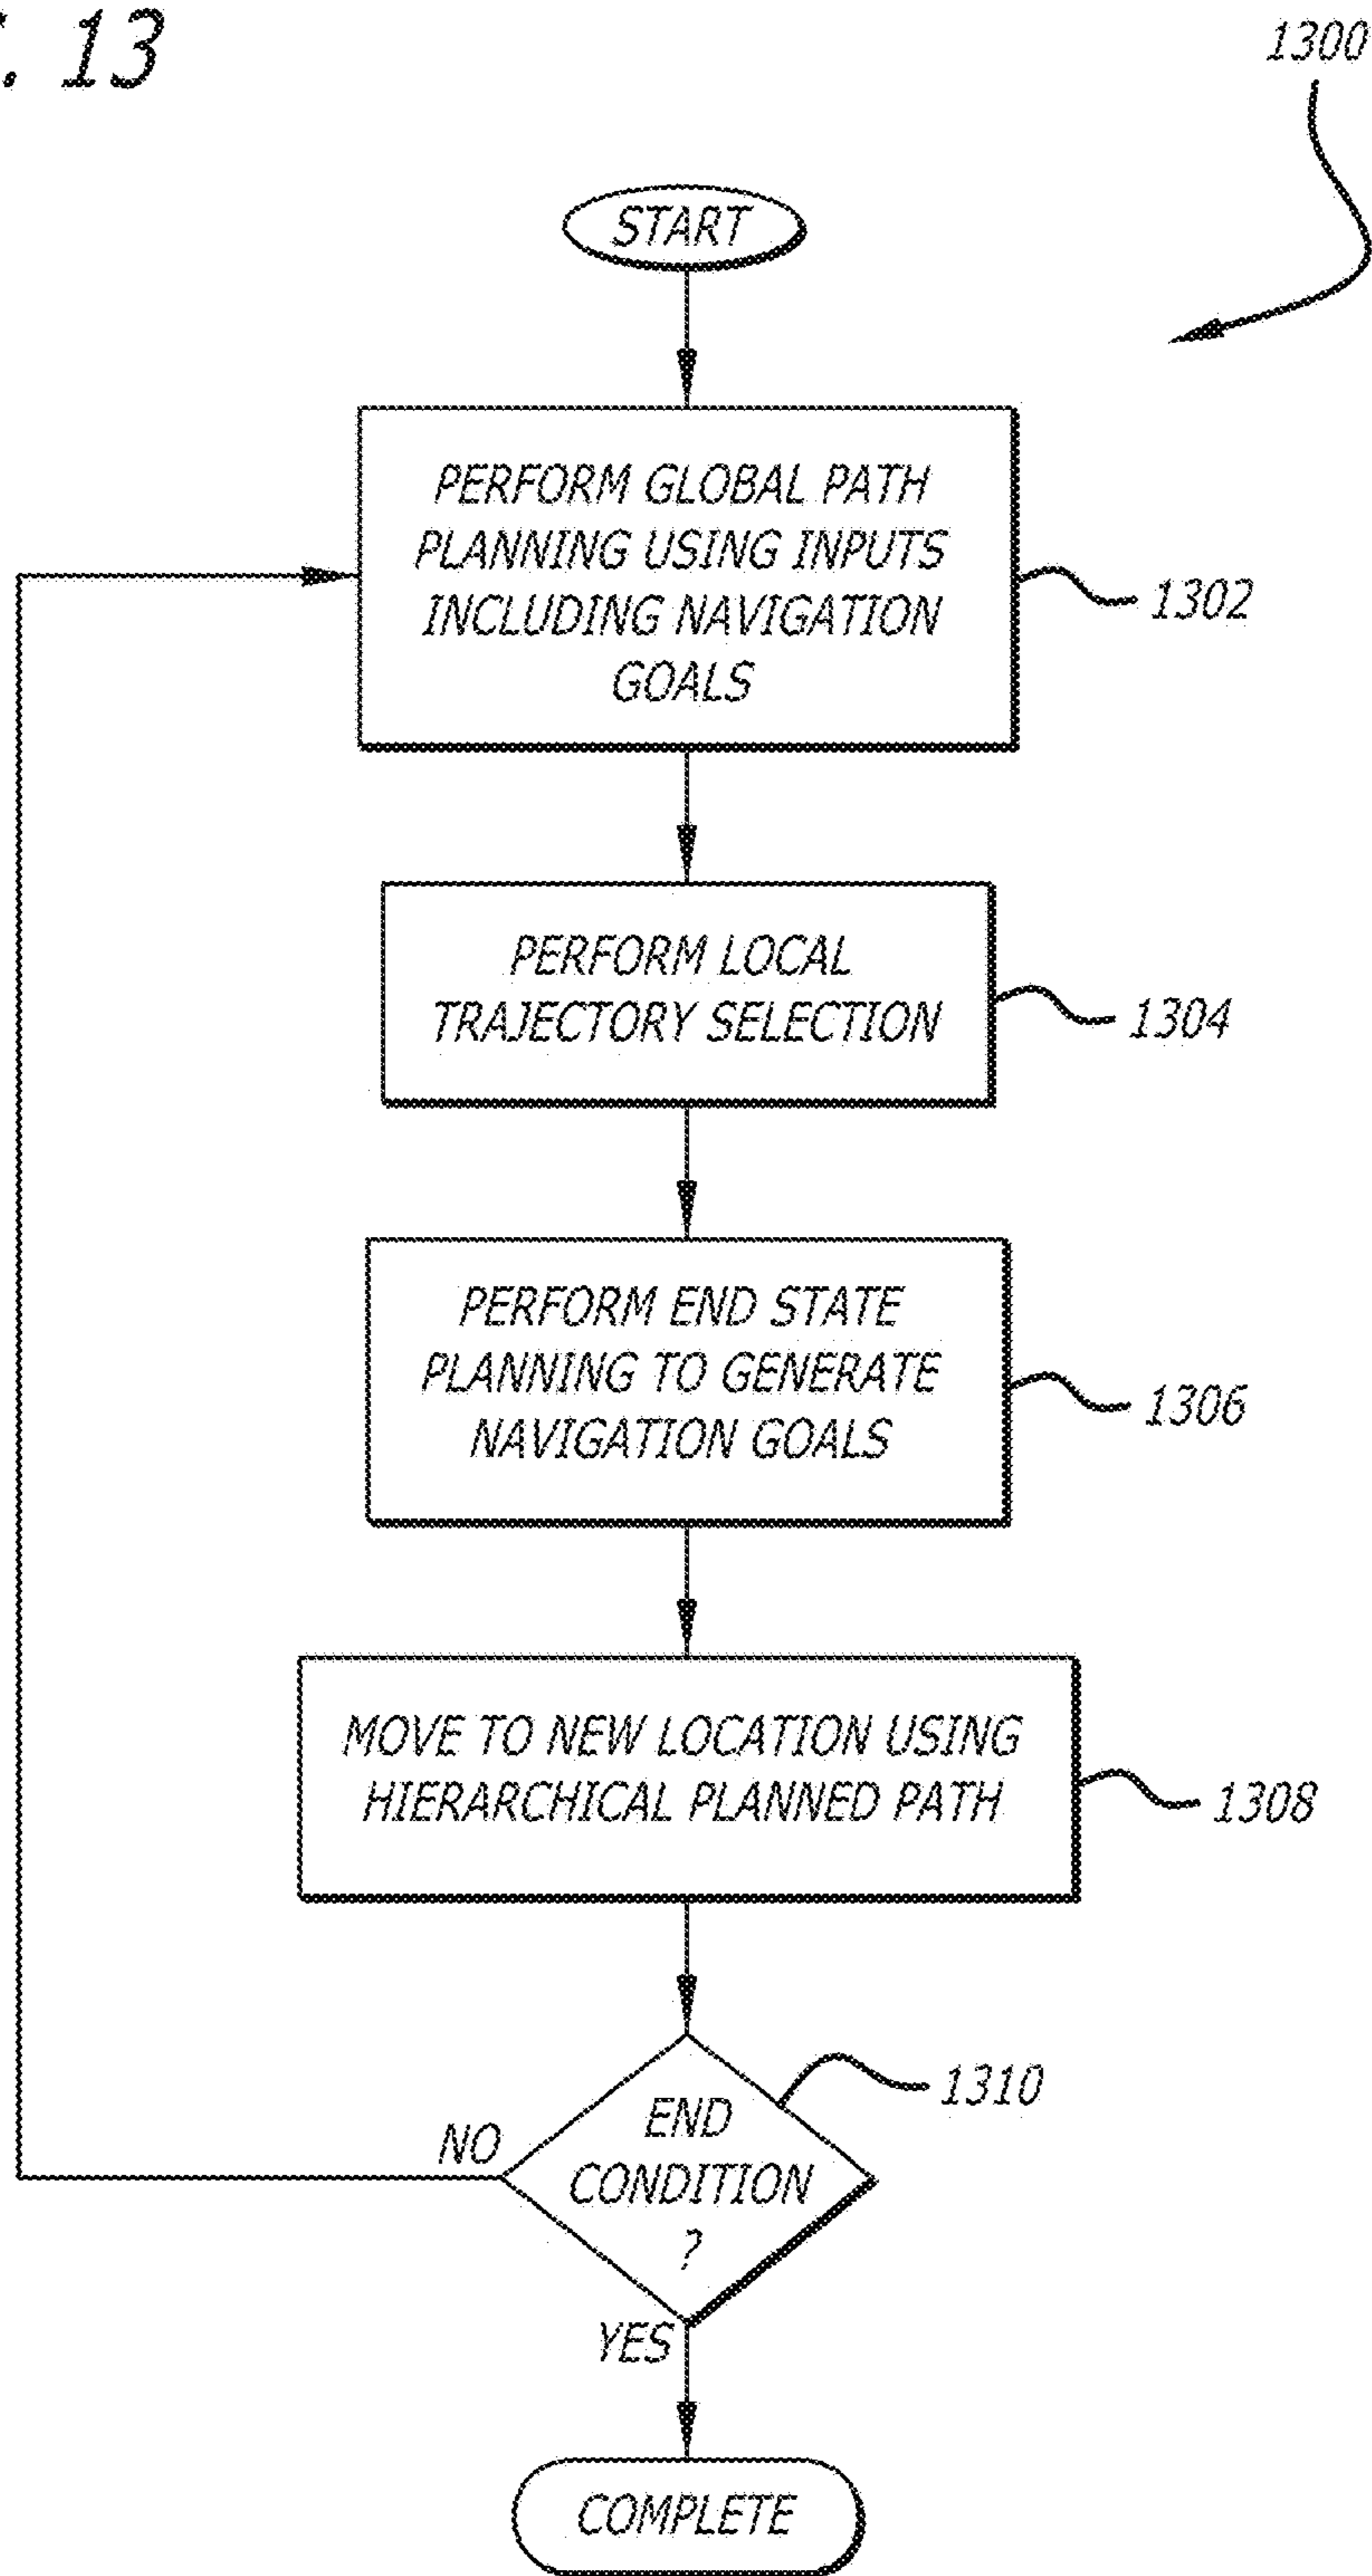 . 13
1300
START
PERFORM GLOBAL PATH
PLANNING USING INPUTS
INCLUDING NAVIGATION
GOALS
1302
PERFORM LOCAL
TRAJECTORY SELECTION
1304
PERFORM END STATE
PLANNING TO GENERATE
NAVIGATION GOALS
1306
MOVE TO NEW LOCATION USING
HIERARCHICAL PLANNED PATH
1308
END
CONDITION
?
1310
NO
YES
COMPLETE